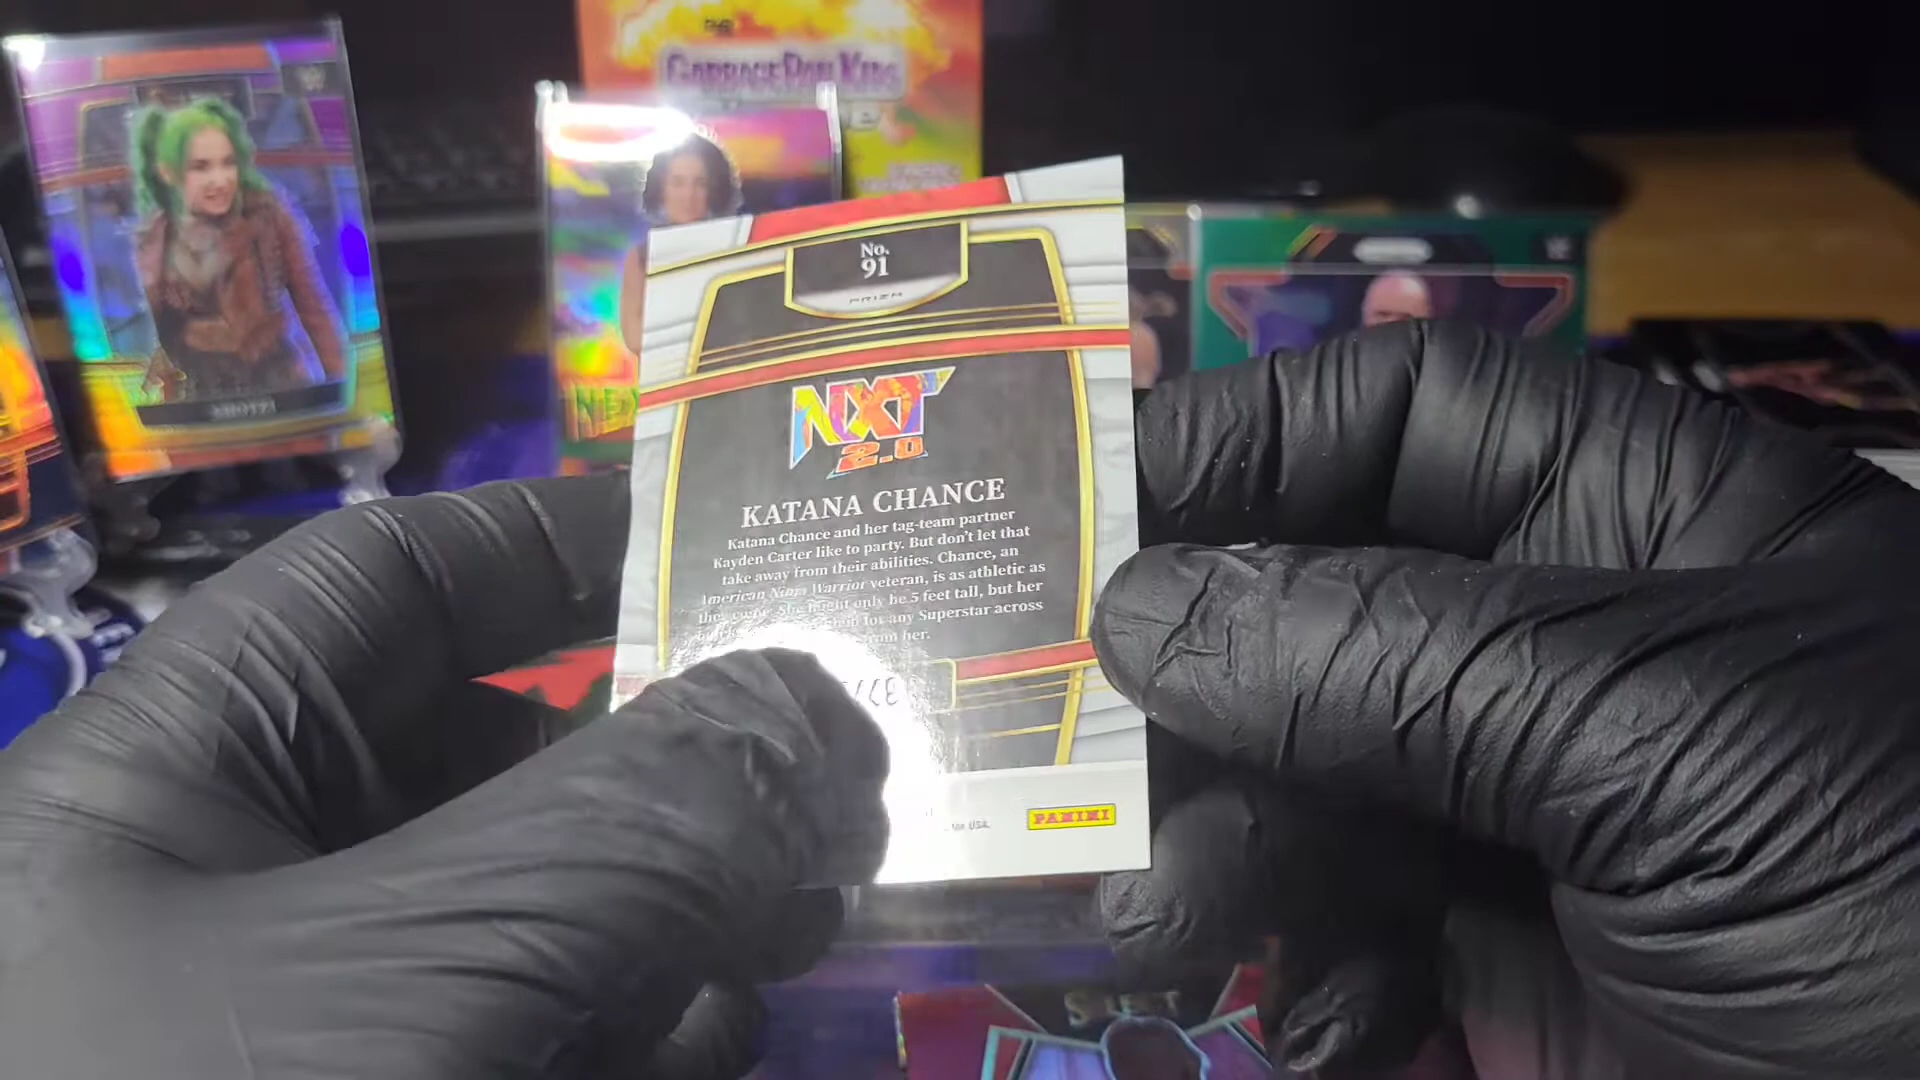 GARBAGE PAIL KIDS
SHOTZI
No.
91
PRIZM
NXT
2.0
KATANA CHANCE
Katana Chance and her tag-team partner
Kayden Carter like to party. But don't let that
take away from their abilities. Chance, an
American Ninja Warrior veteran, is as athletic as
they come. She might only be 5 feet tall, but her
for any Superstar across
from her.
USA.
PANINI
SELECT